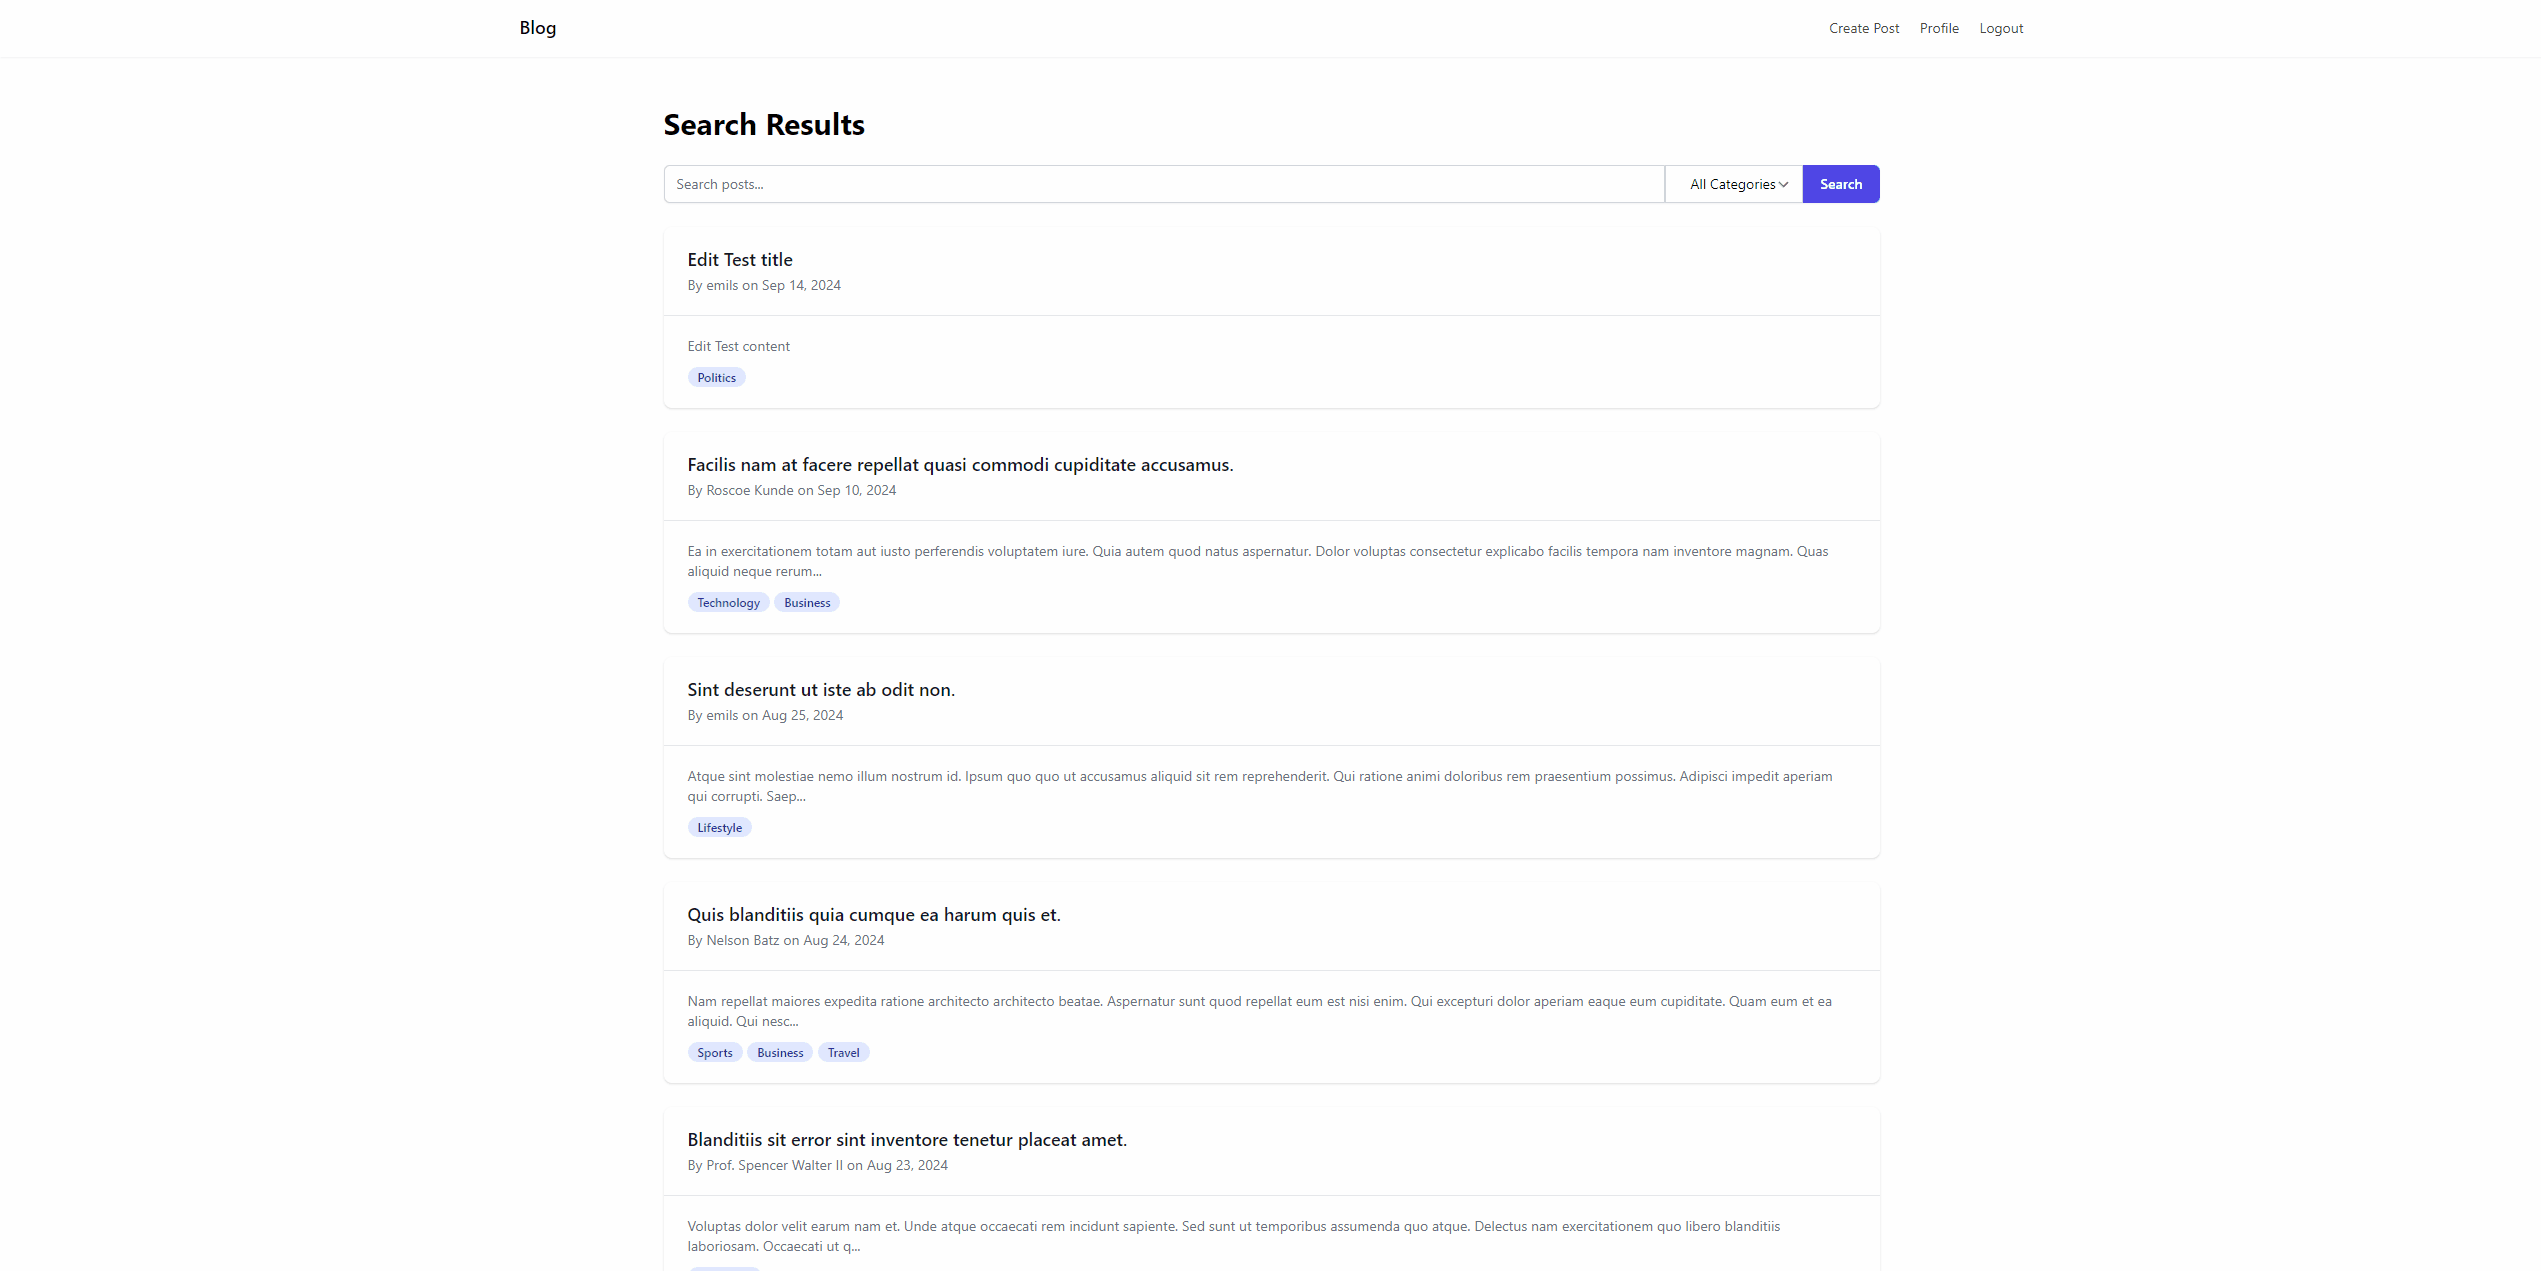 Blog
Create Post
Profile
Logout
Search Results
Search posts...
All Categories
Search
Edit Test title
By emils on Sep 14, 2024
Edit Test content
Politics
Facilis nam at facere repellat quasi commodi cupiditate accusamus.
By Roscoe Kunde on Sep 10, 2024
Ea in exercitationem totam aut iusto perferendis voluptatem iure. Quia autem quod natus aspernatur. Dolor voluptas consectetur explicabo facilis tempora nam inventore magnam. Quas
aliquid neque rerum...
Technology Business
Sint deserunt ut iste ab odit non.
By emils on Aug 25, 2024
Atque sint molestiae nemo illum nostrum id. Ipsum quo quo ut accusamus aliquid sit rem reprehenderit. Qui ratione animi doloribus rem praesentium possimus. Adipisci impedit aperiam
qui corrupti. Saep...
Lifestyle
Quis blanditiis quia cumque ea harum quis et.
By Nelson Batz on Aug 24, 2024
Nam repellat maiores expedita ratione architecto architecto beatae. Aspernatur sunt quod repellat eum est nisi enim. Qui excepturi dolor aperiam eaque eum cupiditate. Quam eum et ea
aliquid. Qui nesc...
Sports Business Travel
Blanditiis sit error sint inventore tenetur placeat amet.
By Prof. Spencer Walter II on Aug 23, 2024
Voluptas dolor velit earum nam et. Unde atque occaecati rem incidunt sapiente. Sed sunt ut temporibus assumenda quo atque. Delectus nam exercitationem quo libero blanditiis
laboriosam. Occaecati ut q...